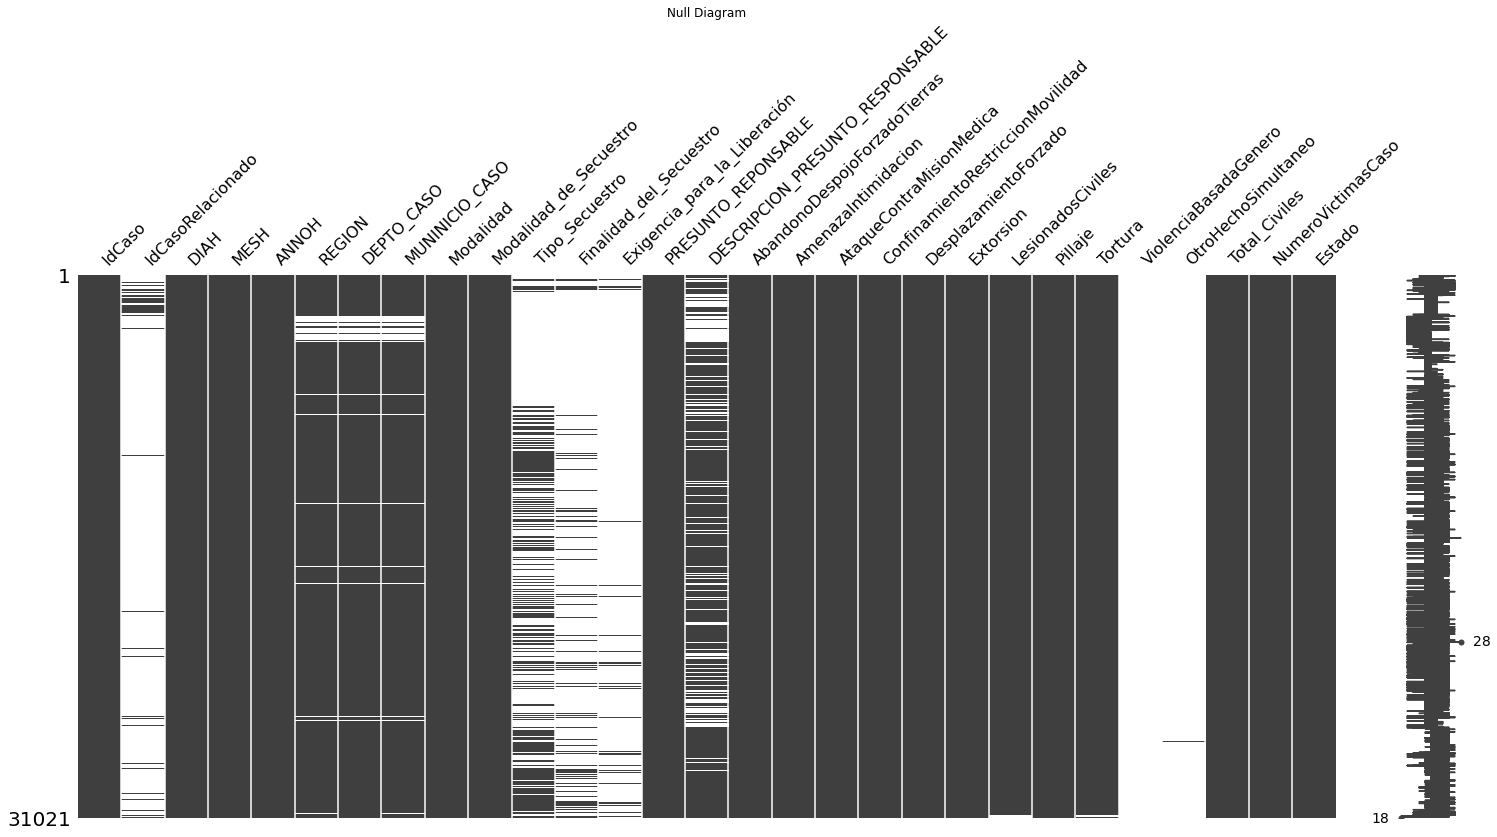 Null Diagram
IdCaso
IdCasoRelacionado
DIAH
MESH
ANNOH
REGION
DEPTO_CASO
MUNINICIO_CASO
Modalidad
Modalidad_de_Secuestro
Tipo_Secuestro
Finalidad_del_Secuestro
Exigencia_para_la_Liberación
PRESUNTO_REPONSABLE
DESCRIPCION_PRESUNTO_RESPONSABLE
AbandonoDespojoForzadoTierras
AmenazaIntimidacion
AtaqueContraMisionMedica
ConfinamientoRestriccionMovilidad
DesplazamientoForzado
Extorsion
LesionadosCiviles
Pillaje
Tortura
ViolenciaBasadaGenero
OtroHechoSimultaneo
Total_Civiles
NumeroVictimasCaso
Estado
1
28
31021
18